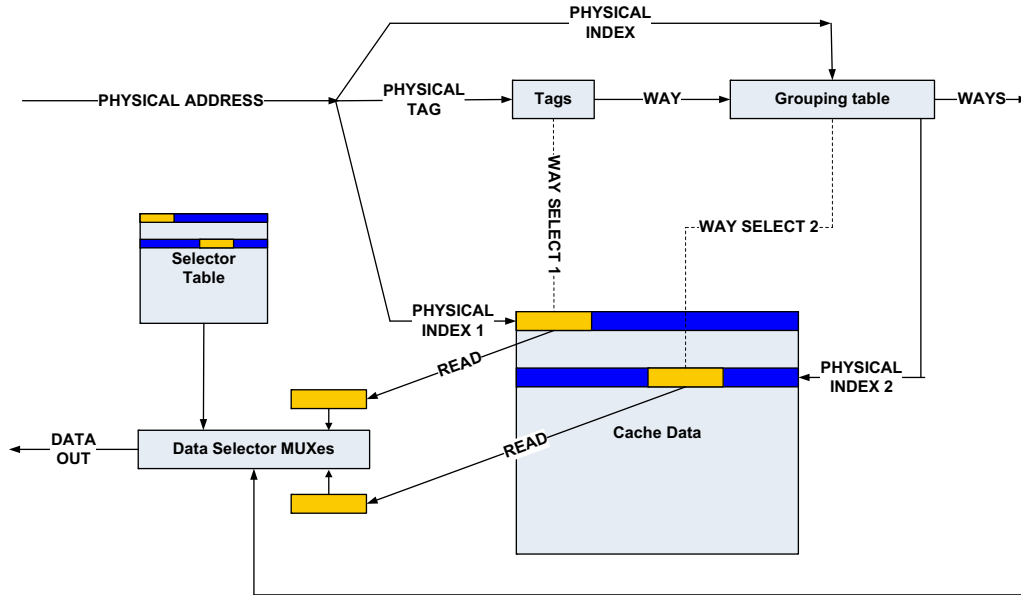 PHYSICAL
INDEX
PHYSICAL ADDRESS
PHYSICAL
TAG
Tags
WAY
Grouping table
WAYS
WAY SELECT 1
WAY SELECT 2
Selector
Table
PHYSICAL
INDEX 1
READ
PHYSICAL
INDEX 2
DATA
OUT
Data Selector MUXes
READ
Cache Data